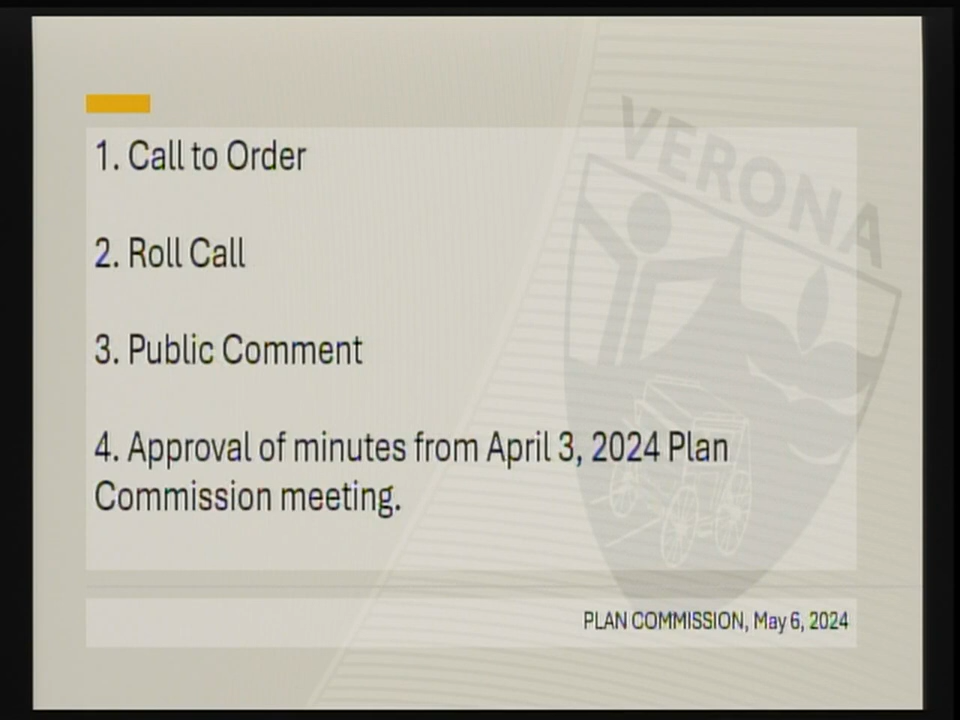 VERONA
1. Call to Order
2. Roll Call
3. Public Comment
4. Approval of minutes from April 3, 2024 Plan
Commission meeting.
PLAN COMMISSION, May 6, 2024